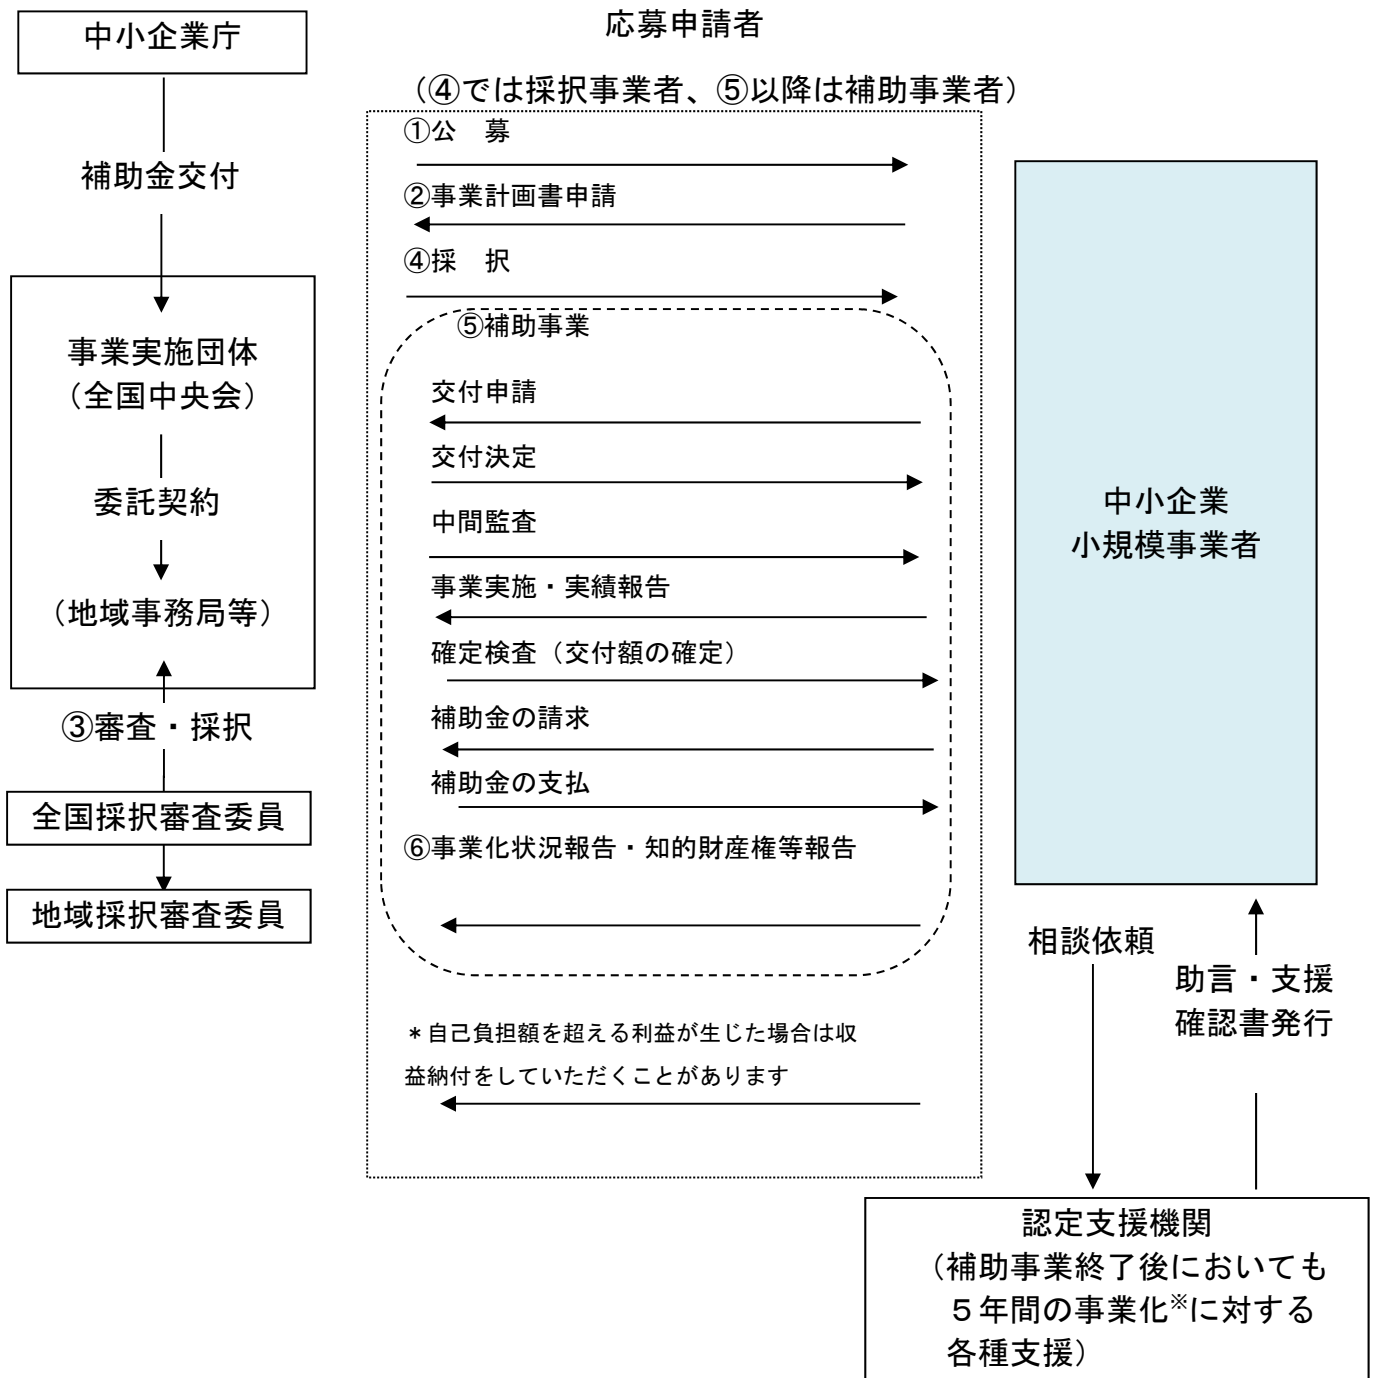 中小企業庁
補助金交付
事業実施団体
（全国中央会）
委託契約
（地域事務局等）
③審査・採択
全国採択審査委員
地域採択審査委員
応募申請者
（④では採択事業者、⑤以降は補助事業者）
①公　募
②事業計画書申請
④採　択
⑤補助事業
交付申請
交付決定
中間監査
事業実施・実績報告
確定検査（交付額の確定）
補助金の請求
補助金の支払
⑥事業化状況報告・知的財産権等報告
＊自己負担額を超える利益が生じた場合は収
益納付をしていただくことがあります
中小企業
小規模事業者
相談依頼
助言・支援
確認書発行
認定支援機関
（補助事業終了後においても
５年間の事業化※に対する
各種支援）